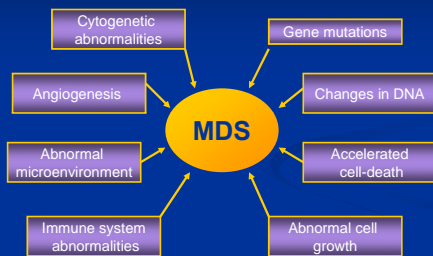 Cytogenetic
abnormalities
Gene mutations
Angiogenesis
Changes in DNA
MDS
Abnormal
microenvironment
Accelerated
cell-death
Immune system
abnormalities
Abnormal cell
growth